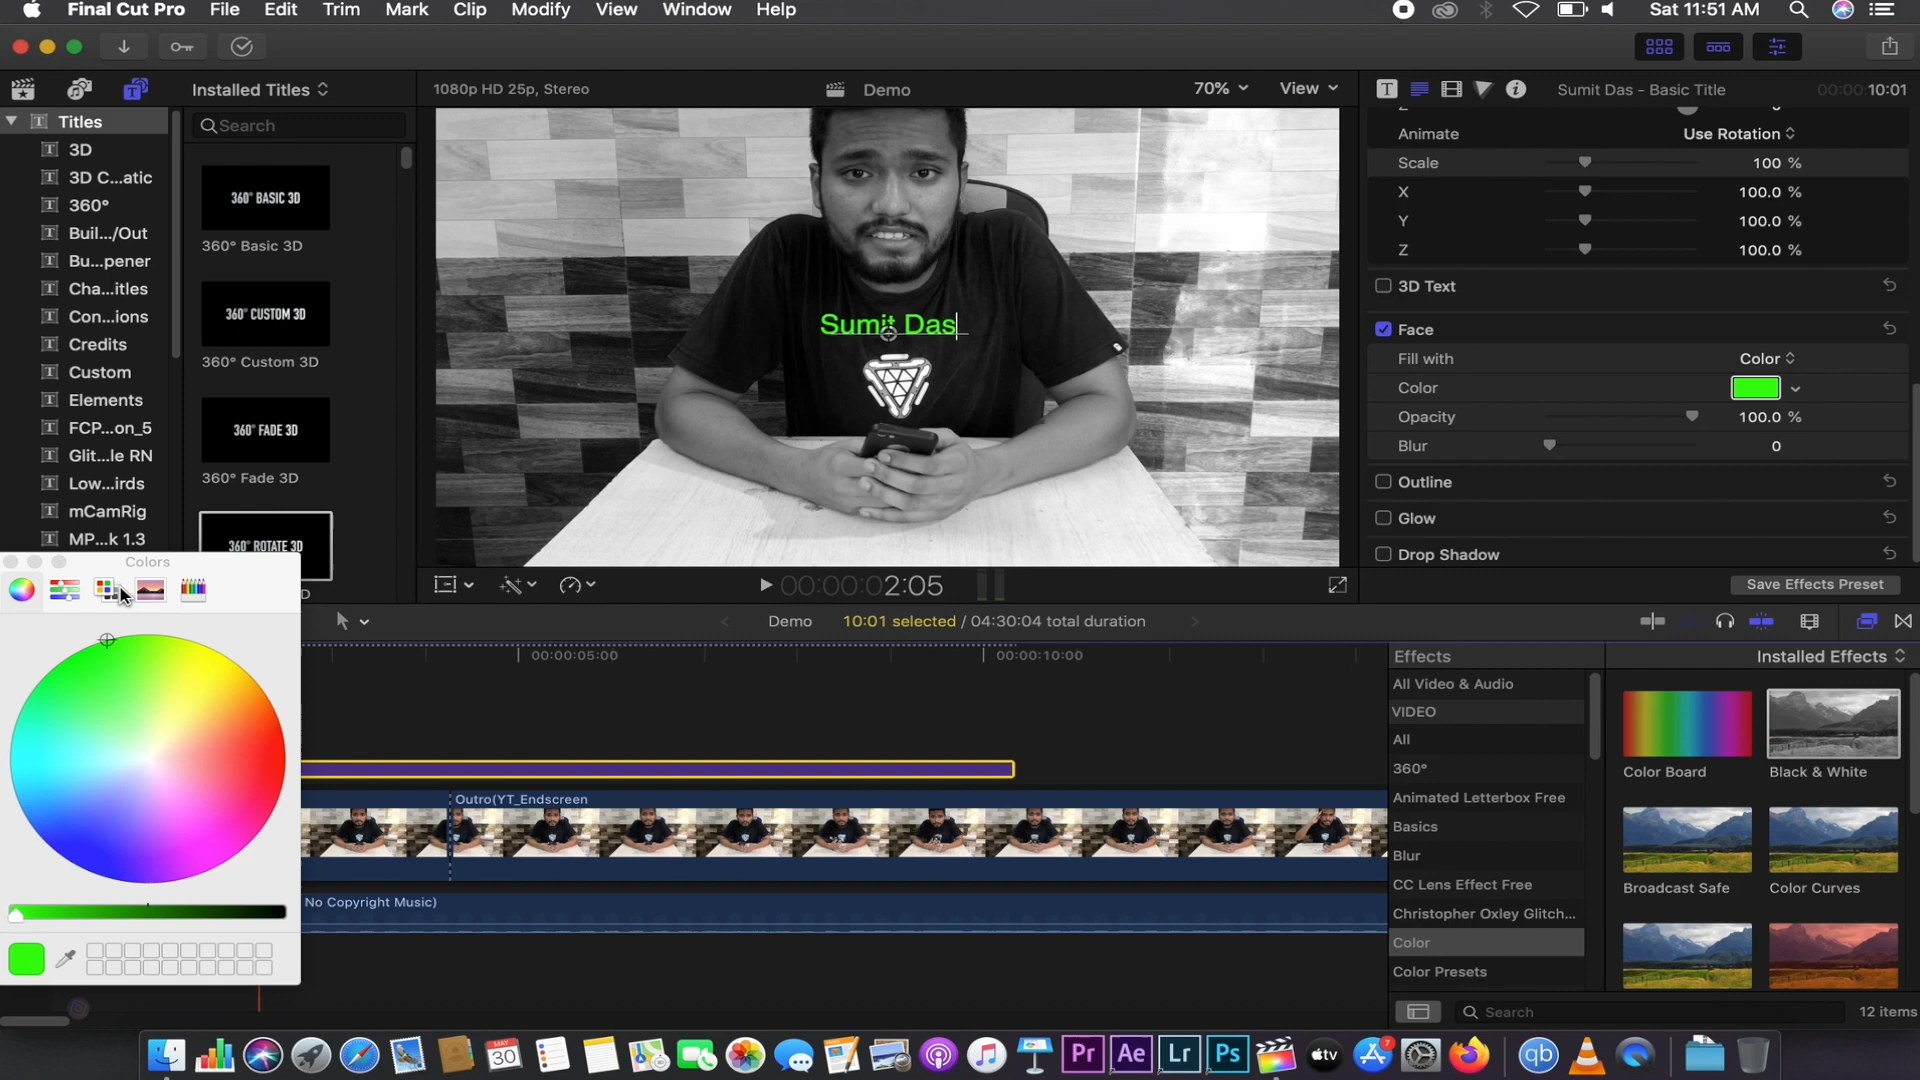 Final Cut Pro File Edit Trim Mark Clip Modify View Window Help Sat 11:51 AM
Installed Titles 1080p HD 25p, Stereo Demo 70% View Sumit Das - Basic Title 00:00:10:01
Titles
Search
3D
3D C...atic
360°
Buil.../Out
Bu...pener
Cha...itles
Con...ions
Credits
Custom
Elements
FCP...on_5
Glit...le RN
Low...irds
mCamRig
MP...k 1.3
360° BASIC 3D
360° Basic 3D
360° CUSTOM 3D
360° Custom 3D
360° FADE 3D
360° Fade 3D
360° ROTATE 3D
D
Sumit Das
Animate Use Rotation
Scale 100 %
X 100.0 %
Y 100.0 %
Z 100.0 %
3D Text
Face
Fill with Color
Color
Opacity 100.0 %
Blur 0
Outline
Glow
Drop Shadow
Save Effects Preset
00:00:02:05
Colors
Demo 10:01 selected / 04:30:04 total duration
00:00:05:00 00:00:10:00
Outro(YT_Endscreen
No Copyright Music)
Effects Installed Effects
All Video & Audio
VIDEO
All
360°
Animated Letterbox Free
Basics
Blur
CC Lens Effect Free
Christopher Oxley Glitch...
Color
Color Presets
Color Board Black & White
Broadcast Safe Color Curves
Search 12 items
MAY
30
Pr Ae Lr Ps tv 7 qb